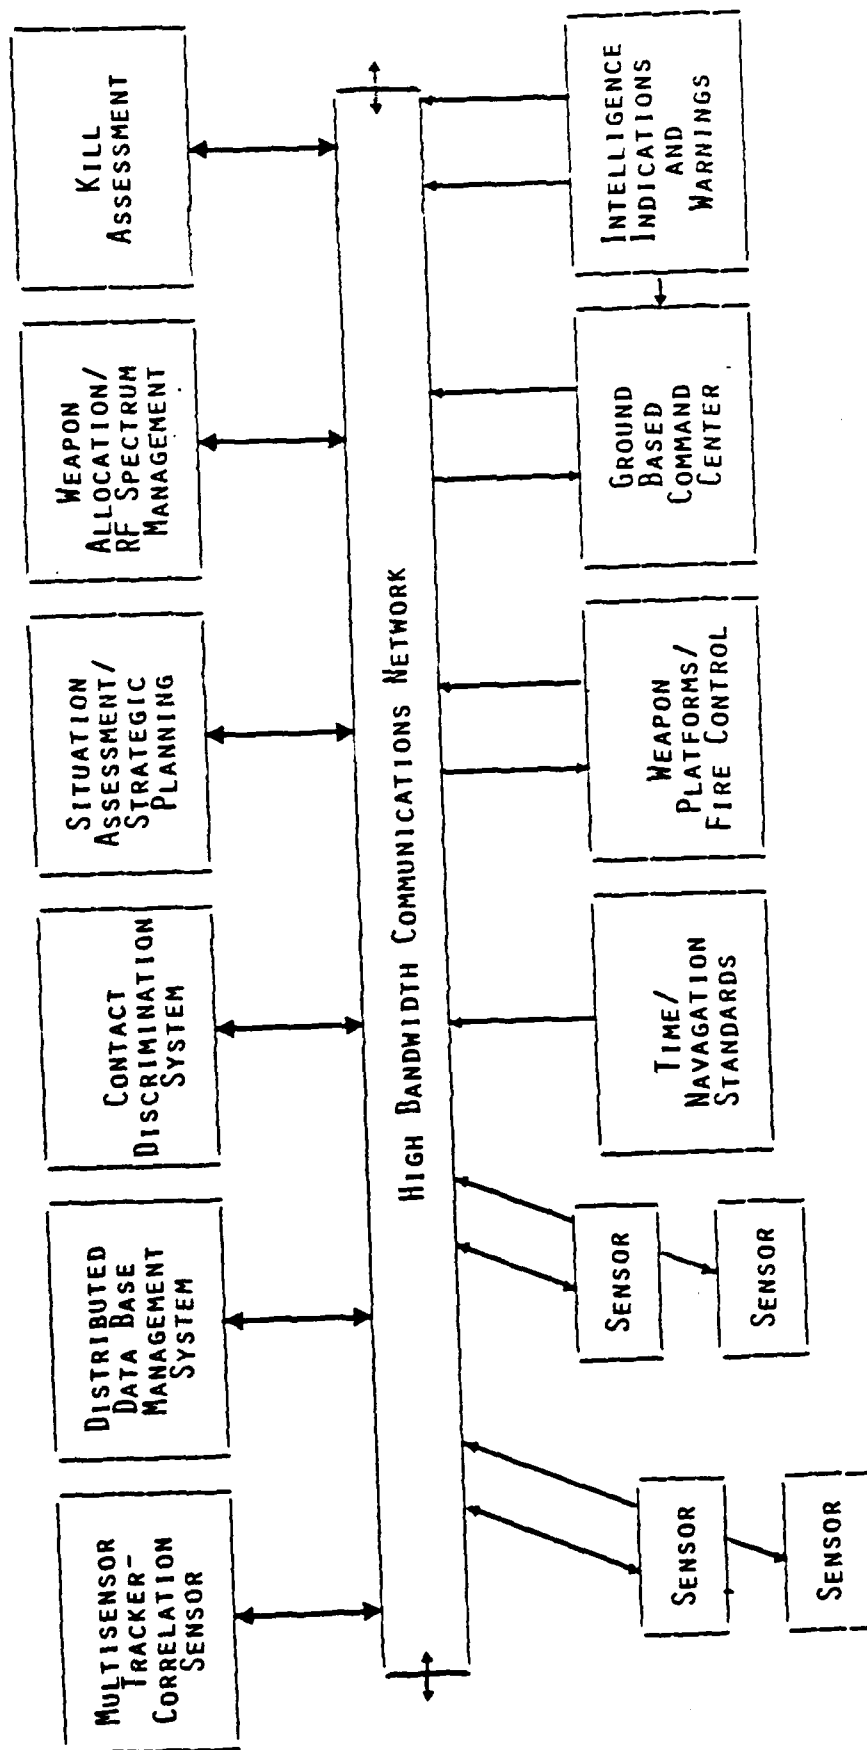 MULTISENSOR
TRACKER-
CORRELATION
SENSOR
DISTRIBUTED
DATA BASE
MANAGEMENT
SYSTEM
CONTACT
DISCRIMINATION
SYSTEM
SITUATION
ASSESSMENT/
STRATEGIC
PLANNING
WEAPON
ALLOCATION/
RF SPECTRUM
MANAGEMENT
KILL
ASSESSMENT
HIGH BANDWIDTH COMMUNICATIONS NETWORK
SENSOR
SENSOR
SENSOR
SENSOR
TIME/
NAVAGATION
STANDARDS
WEAPON
PLATFORMS/
FIRE CONTROL
GROUND
BASED
COMMAND
CENTER
INTELLIGENCE
INDICATIONS
AND
WARNINGS